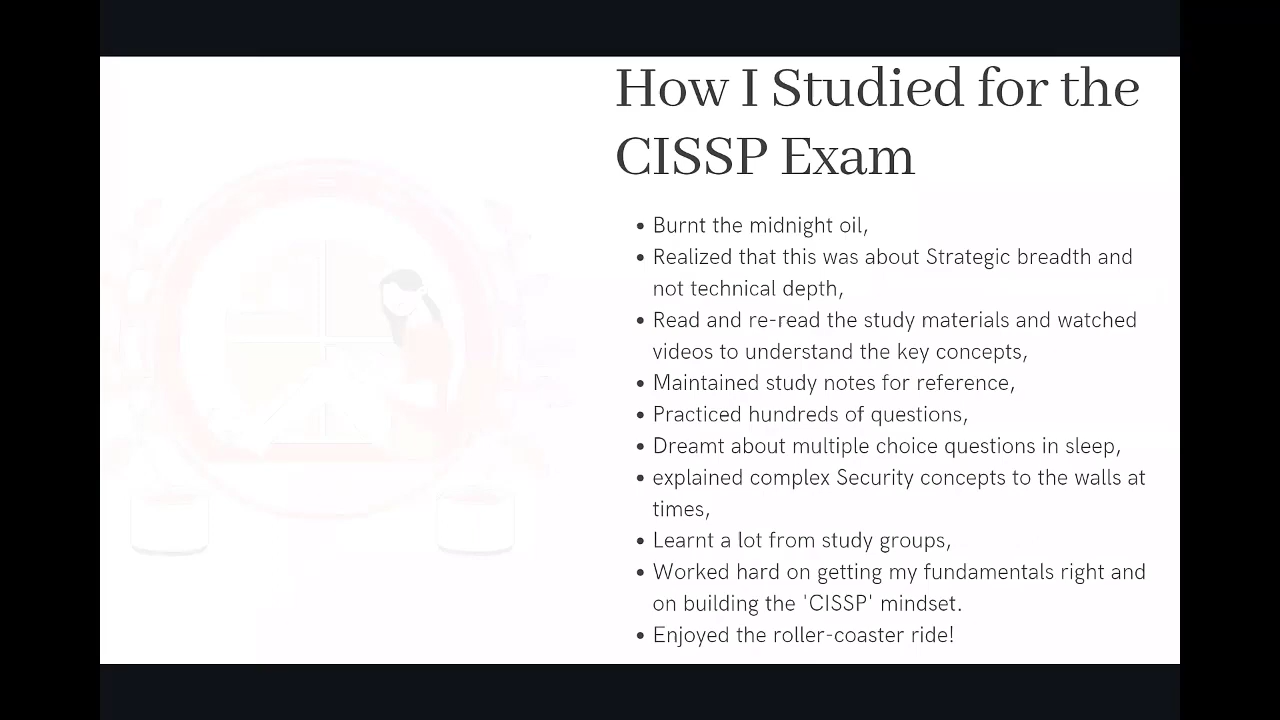 How I Studied for the
CISSP Exam
• Burnt the midnight oil,
• Realized that this was about Strategic breadth and
not technical depth,
• Read and re-read the study materials and watched
videos to understand the key concepts,
• Maintained study notes for reference,
• Practiced hundreds of questions,
• Dreamt about multiple choice questions in sleep,
• explained complex Security concepts to the walls at
times,
• Learnt a lot from study groups,
• Worked hard on getting my fundamentals right and
on building the 'CISSP' mindset.
• Enjoyed the roller-coaster ride!